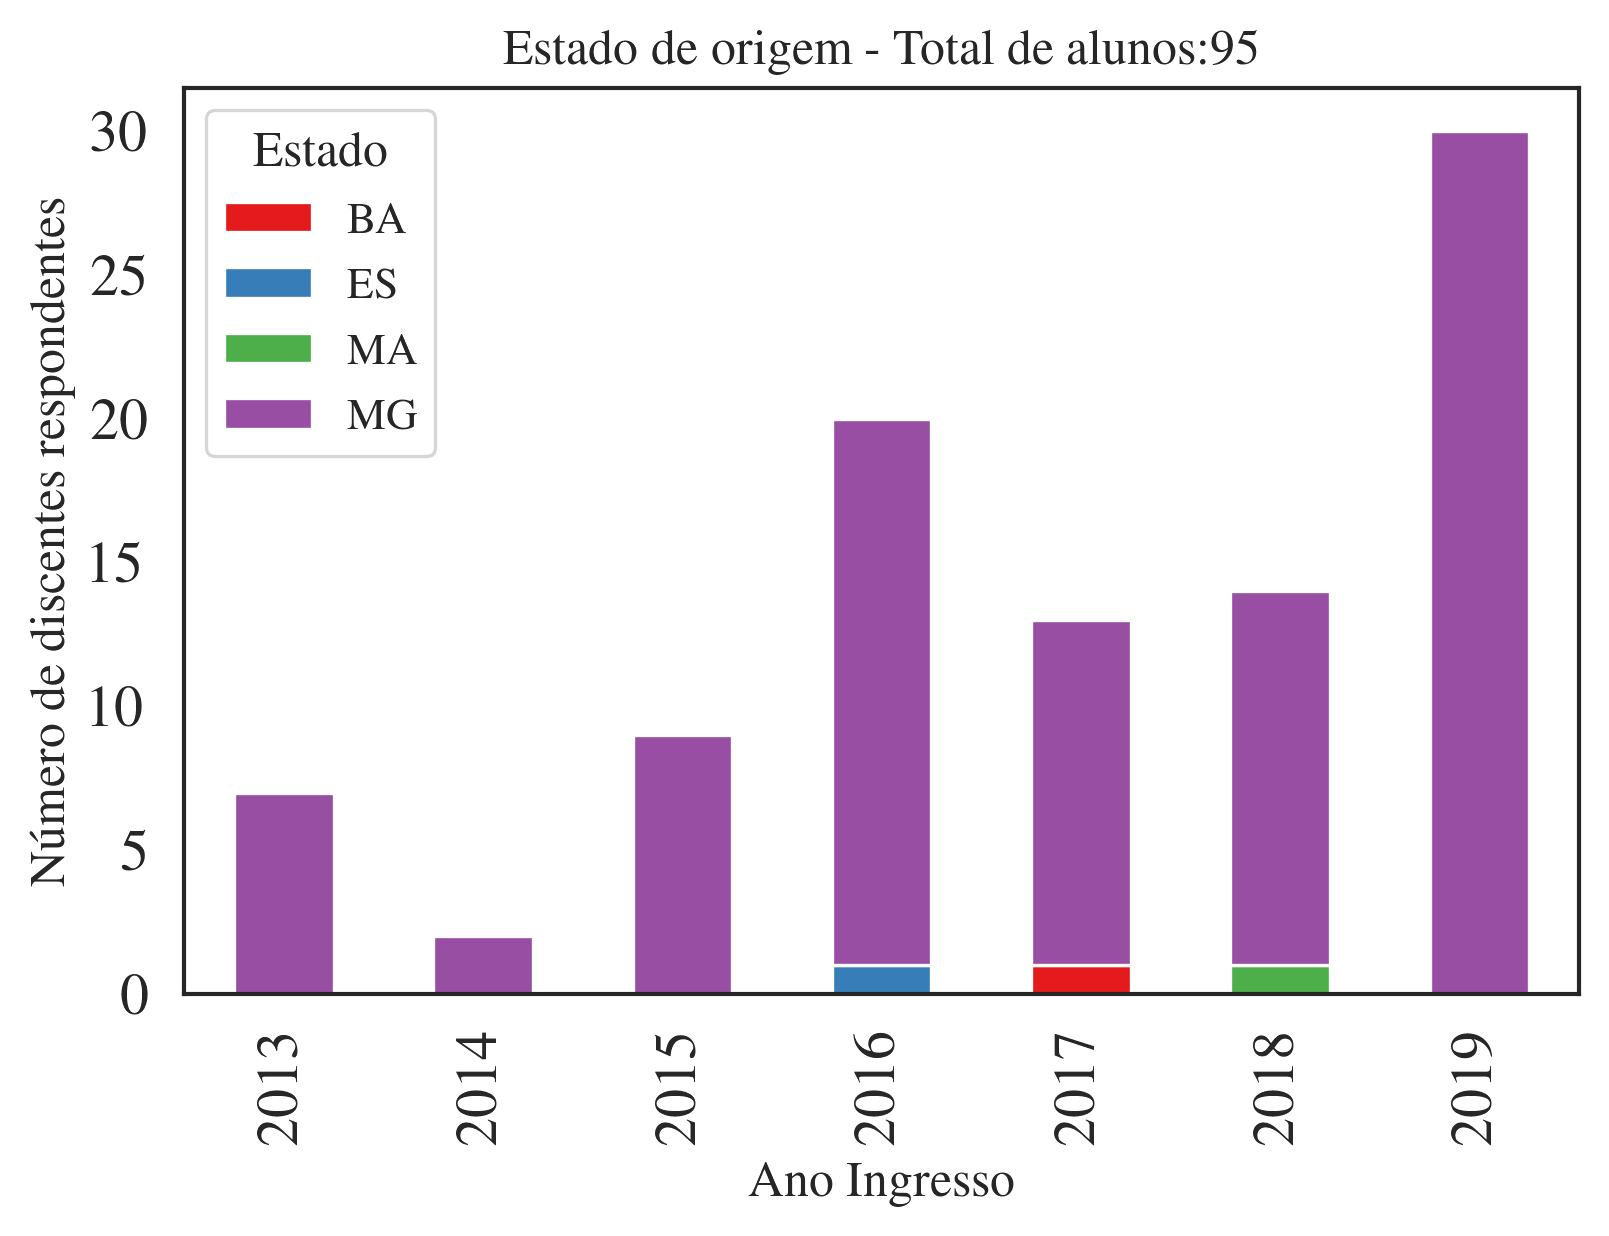 Estado de origem - Total de alunos:95
Número de discentes respondentes
30
25
20
15
10
5
0
Estado
BA
ES
MA
MG
2013
2014
2015
2016
2017
2018
2019
Ano Ingresso